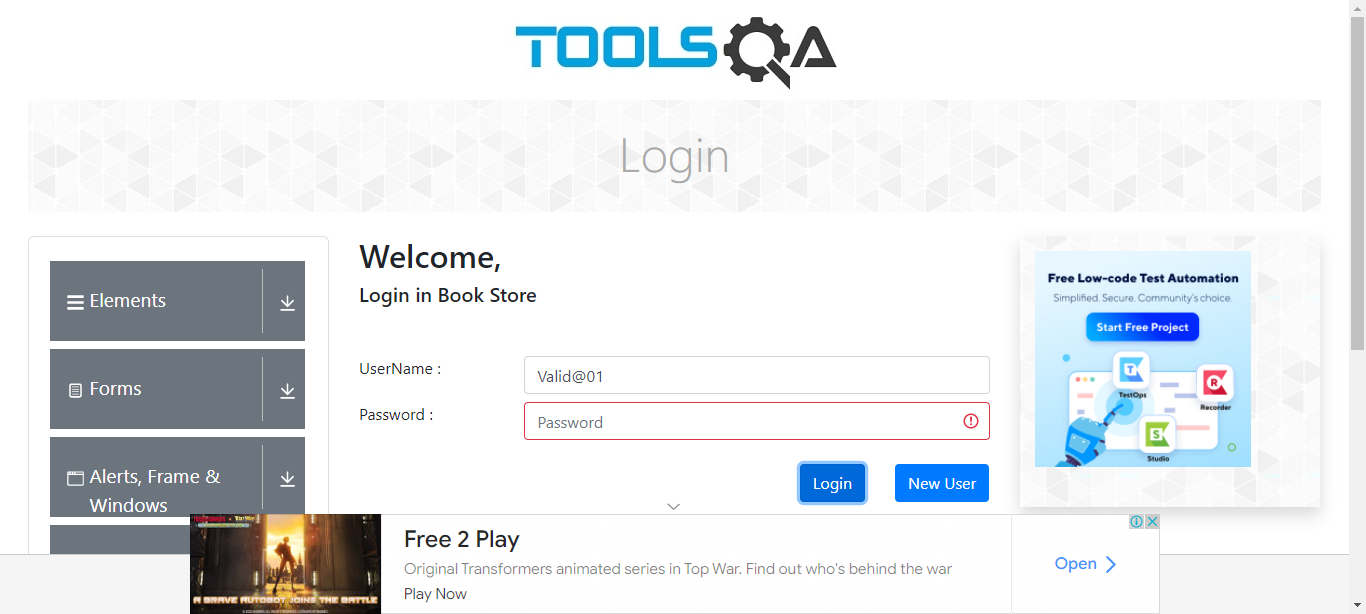 TOOLSQA
Login
Elements
Forms
Alerts, Frame &
Windows
Welcome,
Login in Book Store
UserName :
Valid@01
Password :
Password
Login
New User
Free Low-code Test Automation
Simplified. Secure. Community's choice.
Start Free Project
TestOps
Recorder
Studio
A BRAVE AUTOBOT JOINS THE BATTLE
Free 2 Play
Original Transformers animated series in Top War. Find out who's behind the war
Play Now
Open